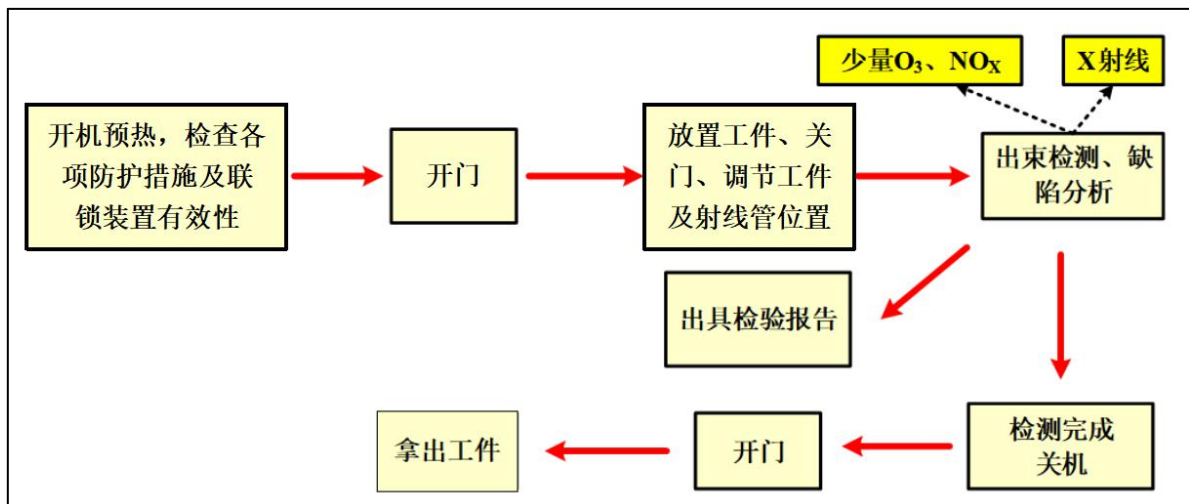 少量O₃、NOX
X射线
开机预热，检查各
项防护措施及联
锁装置有效性
开门
放置工件、关
门、调节工件
及射线管位置
出束检测、缺
陷分析
出具检验报告
拿出工件
开门
检测完成
关机